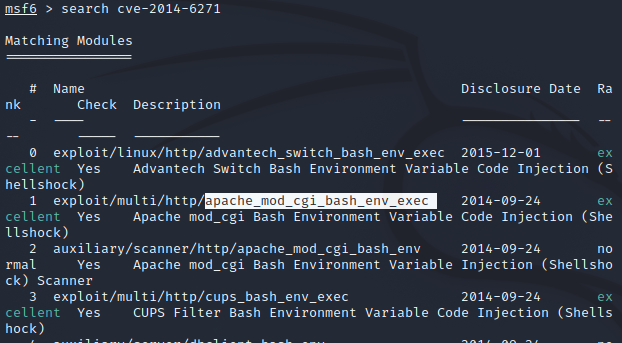 msf6 > search cve-2014-6271
Matching Modules
================
# Name Disclosure Date Ra
nk Check Description
- ---- --------------- --
-- ----- -----------
0 exploit/linux/http/advantech_switch_bash_env_exec 2015-12-01 ex
cellent Yes Advantech Switch Bash Environment Variable Code Injection (S
hellshock)
1 exploit/multi/http/apache_mod_cgi_bash_env_exec 2014-09-24 ex
cellent Yes Apache mod_cgi Bash Environment Variable Code Injection (She
llshock)
2 auxiliary/scanner/http/apache_mod_cgi_bash_env 2014-09-24 no
rmal Yes Apache mod_cgi Bash Environment Variable Injection (Shellsho
ck) Scanner
3 exploit/multi/http/cups_bash_env_exec 2014-09-24 ex
cellent Yes CUPS Filter Bash Environment Variable Code Injection (Shells
hock)